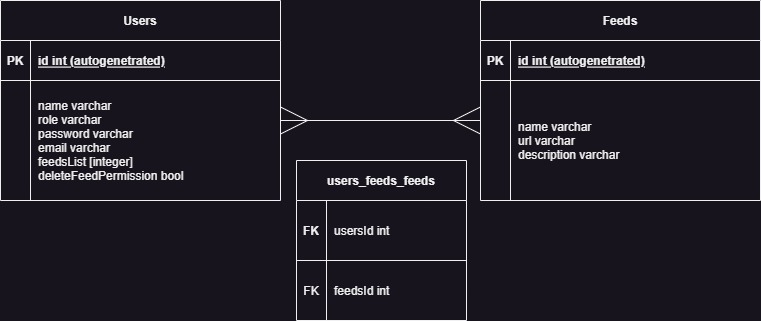 Users
PK id int (autogenetrated)
name varchar
role varchar
password varchar
email varchar
feedsList [integer]
deleteFeedPermission bool
Feeds
PK id int (autogenetrated)
name varchar
url varchar
description varchar
users_feeds_feeds
FK usersId int
FK feedsId int